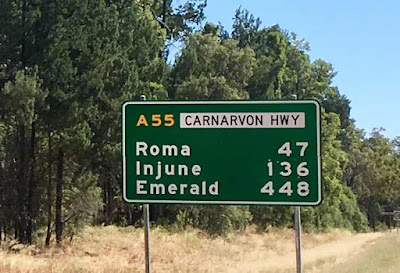 A55 CARNARVON HWY
Roma 47
Injune 136
Emerald 448